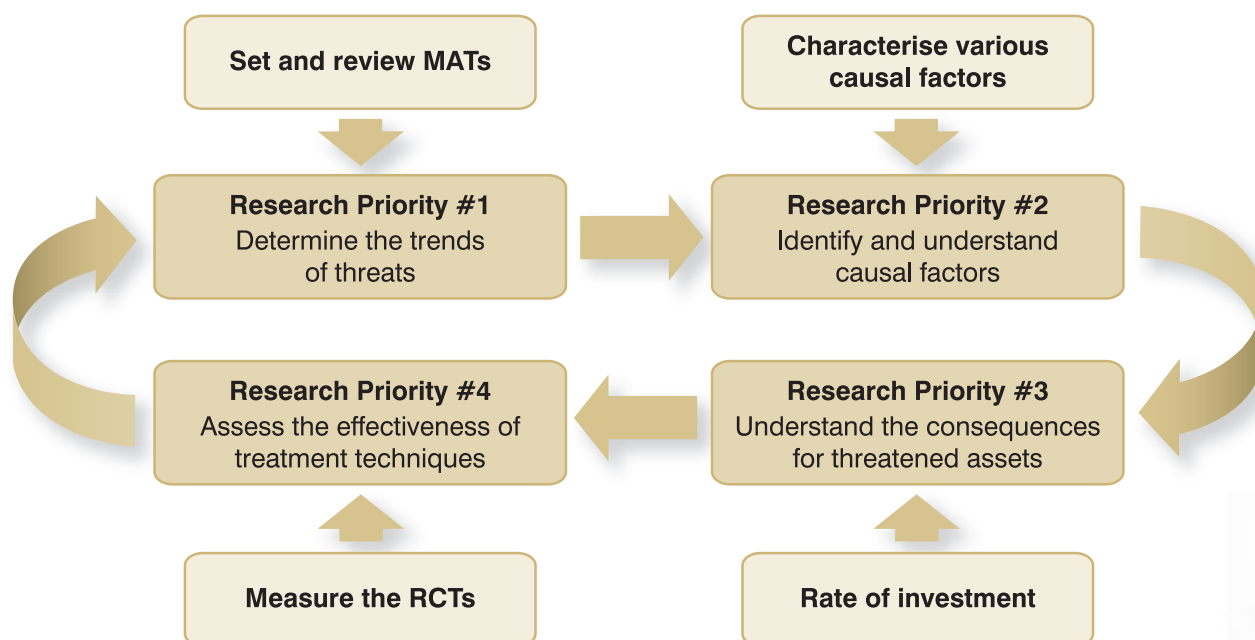 Set and review MATs
Characterise various
causal factors
Research Priority #1
Determine the trends
of threats
Research Priority #2
Identify and understand
causal factors
Research Priority #4
Assess the effectiveness of
treatment techniques
Research Priority #3
Understand the consequences
for threatened assets
Measure the RCTs
Rate of investment